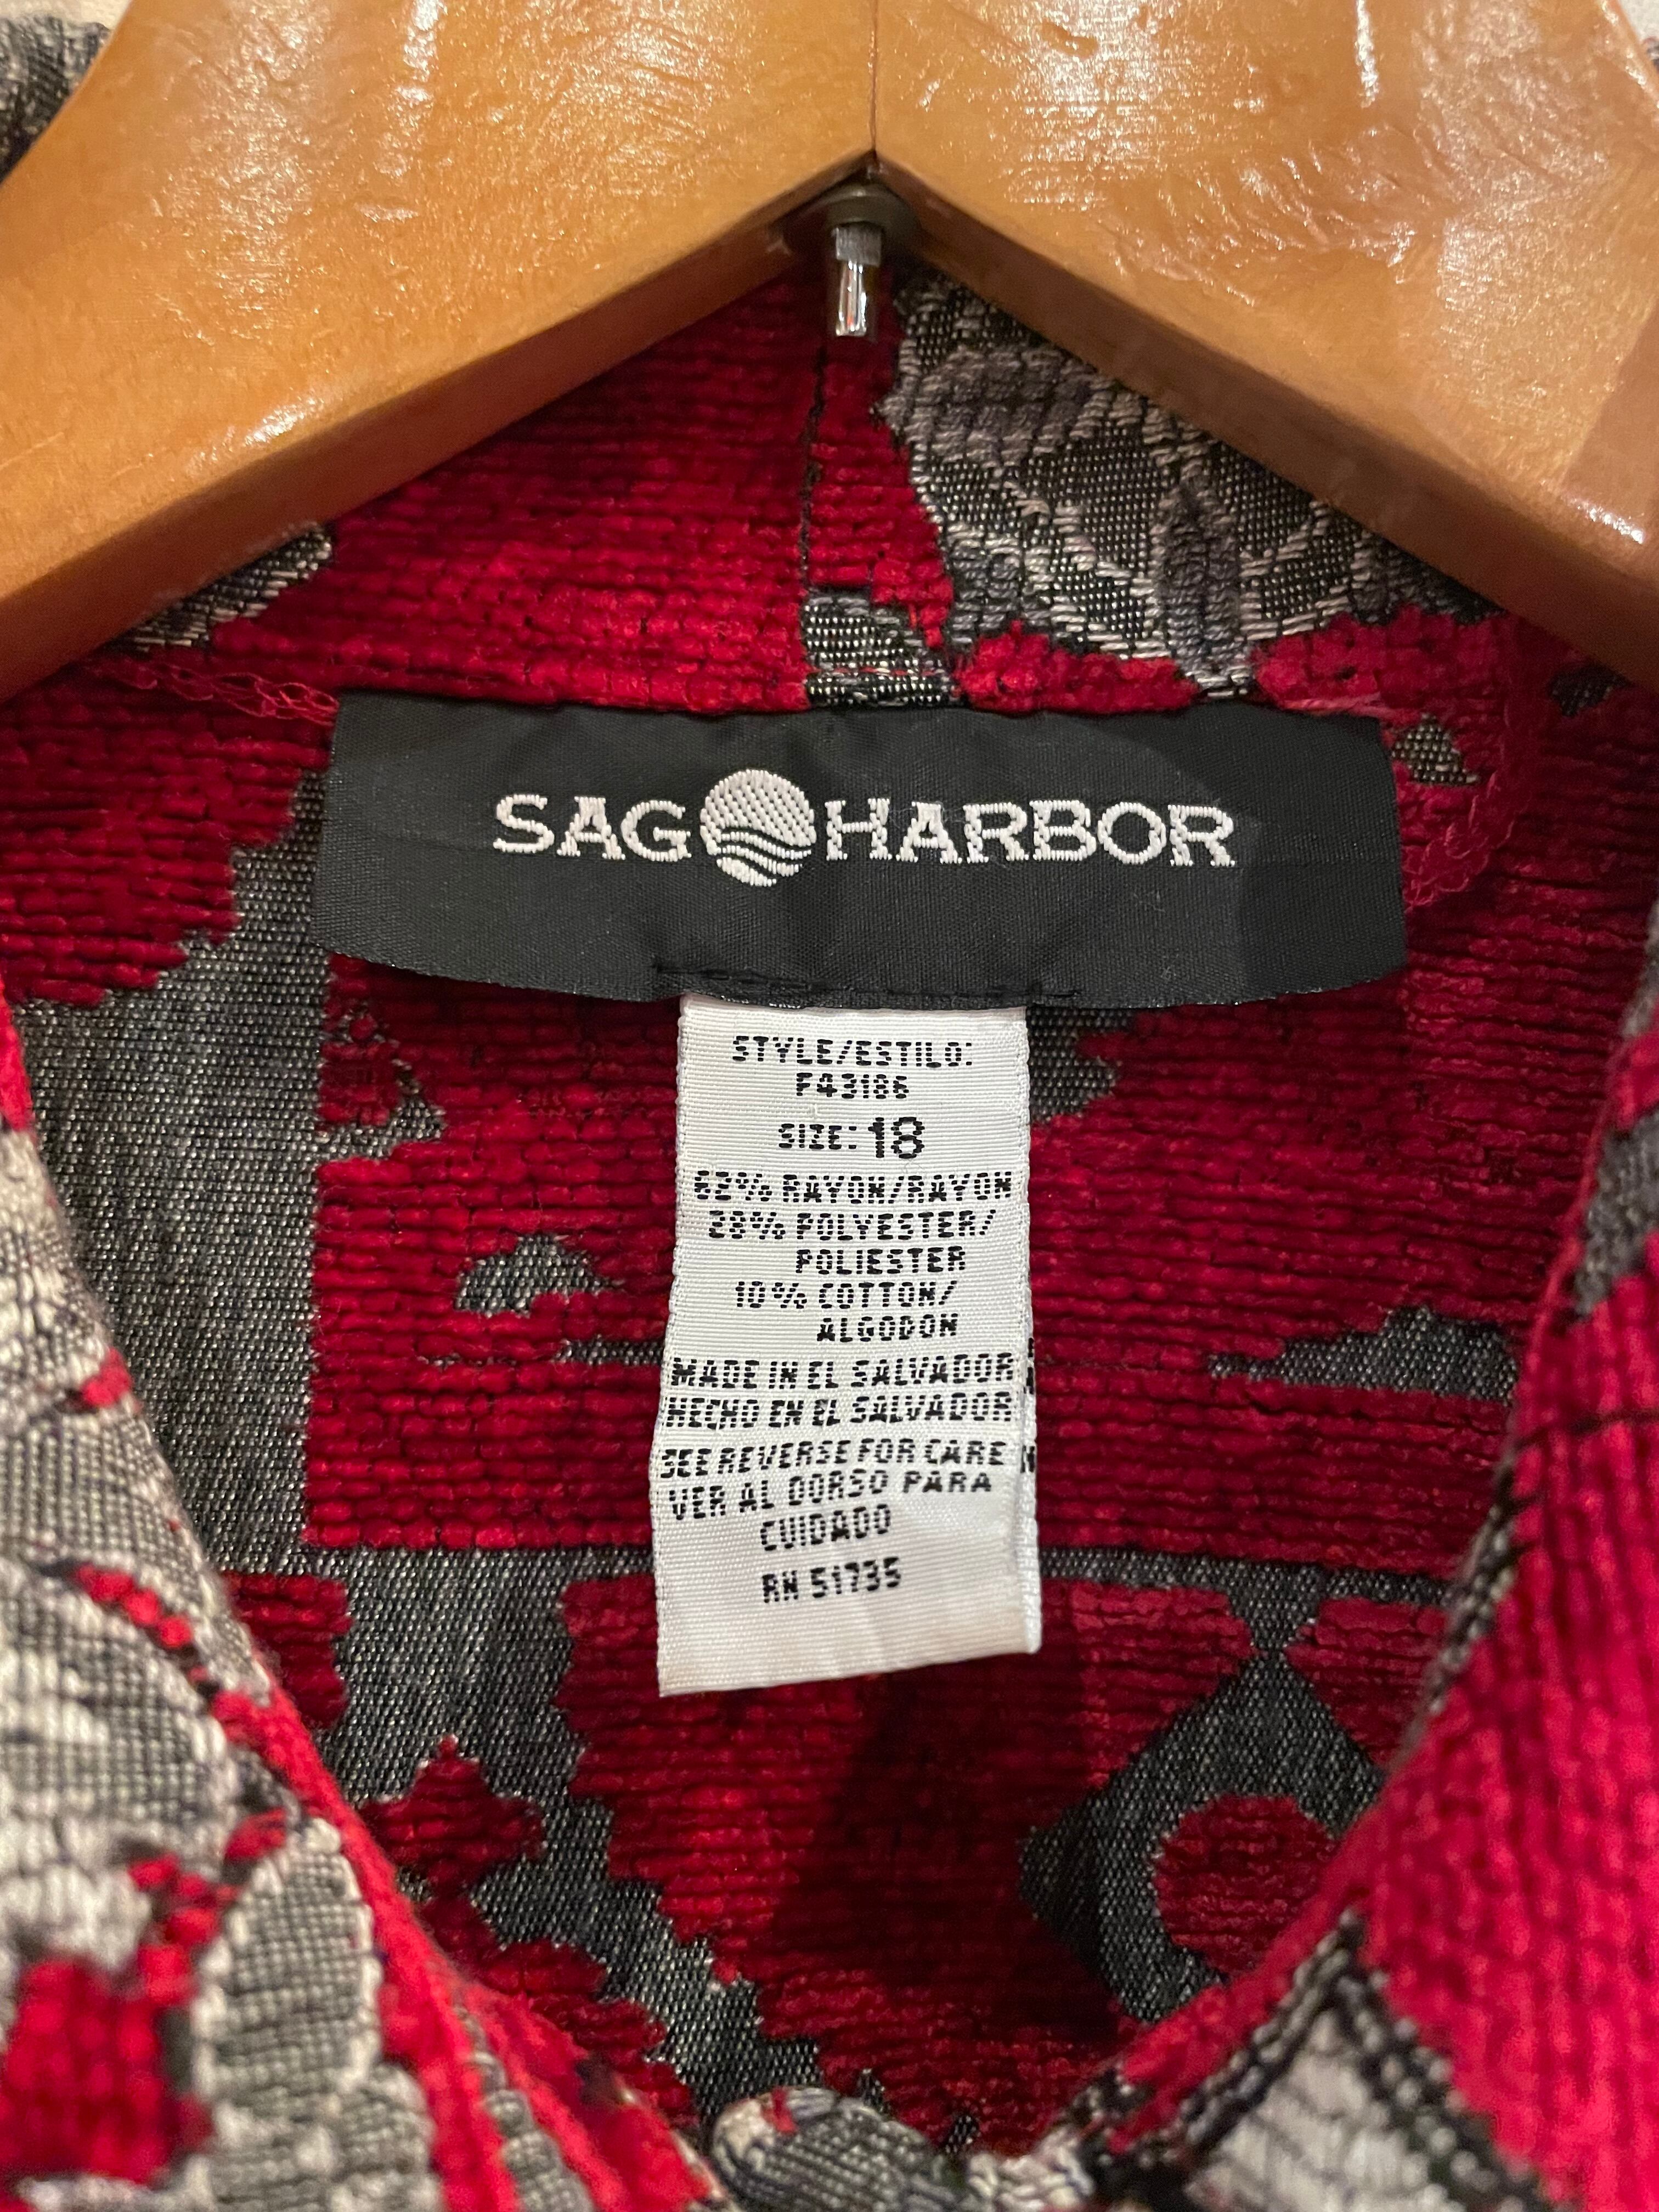 SAG HARBOR
STYLE/ESTILO:
F43186
SIZE: 18
62% RAYON/RAYON
28% POLYESTER/
POLIESTER
10% COTTON/
ALGODON
MADE IN EL SALVADOR
HECHO EN EL SALVADOR
SEE REVERSE FOR CARE
VER AL DORSO PARA
CUIDADO
RN 51735